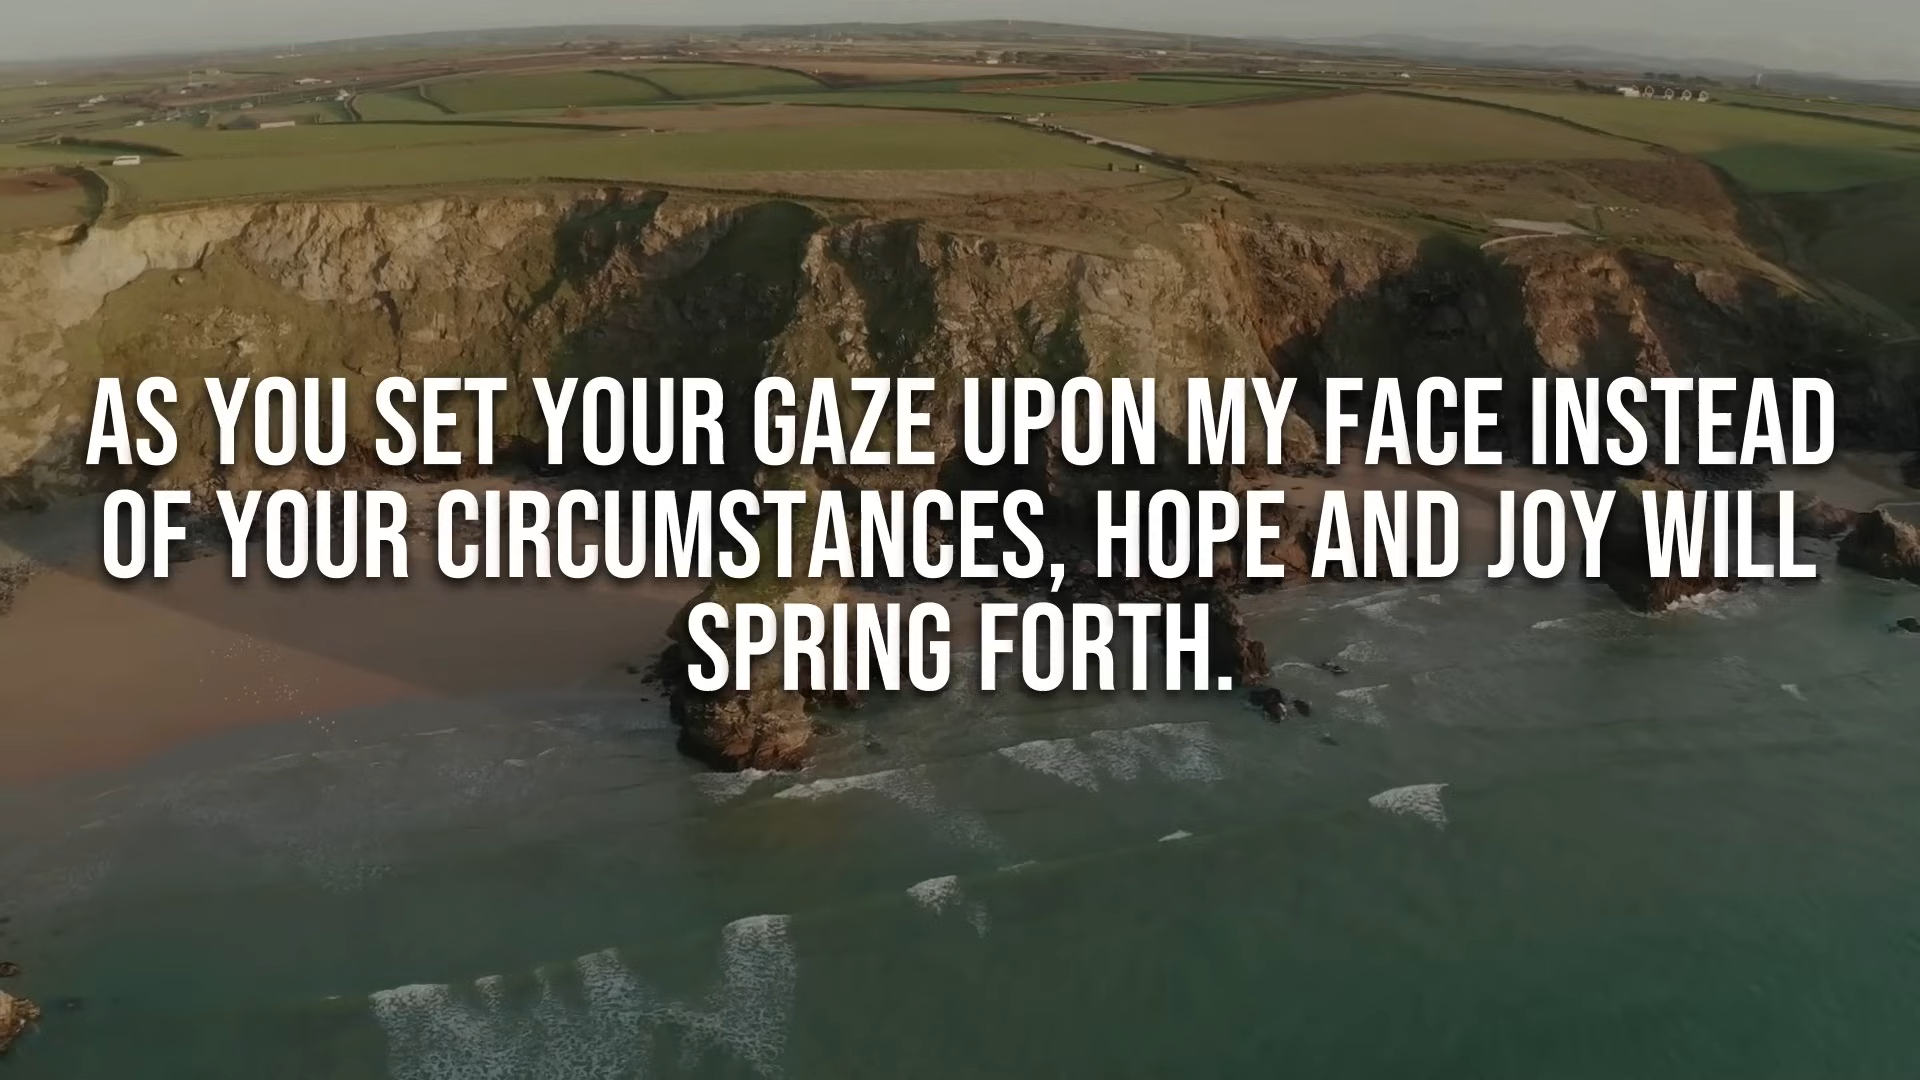 AS YOU SET YOUR GAZE UPON MY FACE INSTEAD
OF YOUR CIRCUMSTANCES, HOPE AND JOY WILL
SPRING FORTH.